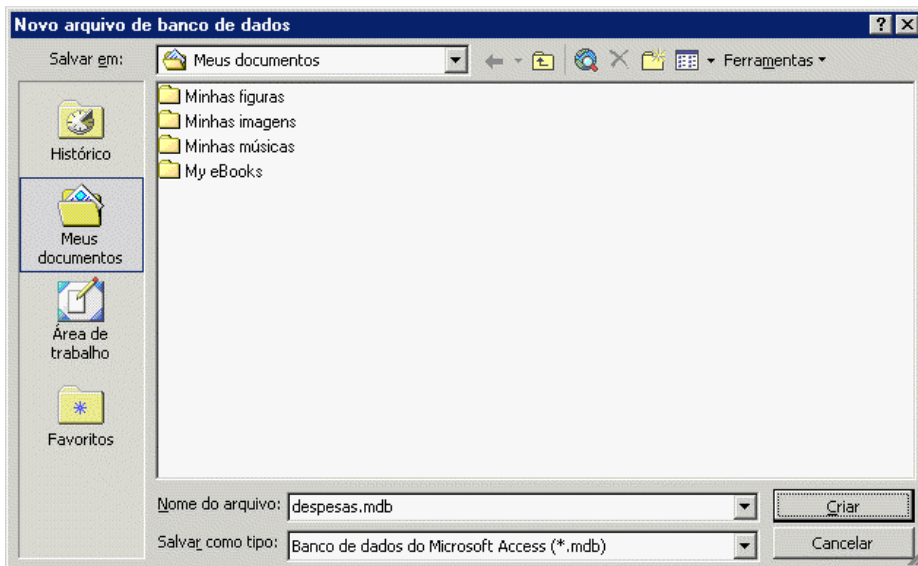 Novo arquivo de banco de dados
Salvar em:
Meus documentos
Ferramentas
Histórico
Meus
documentos
Área de
trabalho
Favoritos
Minhas figuras
Minhas imagens
Minhas músicas
My eBooks
Nome do arquivo:
despesas.mdb
Criar
Salvar como tipo:
Banco de dados do Microsoft Access (*.mdb)
Cancelar